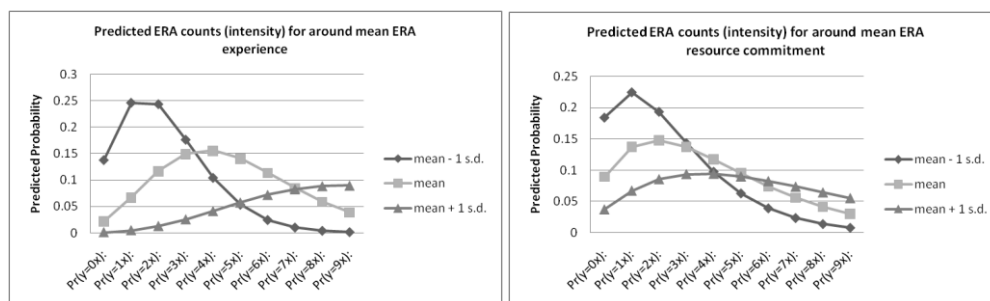 Predicted ERA counts (intensity) for around mean ERA
experience
Predicted Probability
0.3
0.25
0.2
0.15
0.1
0.05
0
Pr(y=0x):
Pr(y=1x):
Pr(y=2x):
Pr(y=3x):
Pr(y=4x):
Pr(y=5x):
Pr(y=6x):
Pr(y=7x):
Pr(y=8x):
Pr(y=9x):
mean - 1 s.d.
mean
mean + 1 s.d.
Predicted ERA counts (intensity) for around mean ERA
resource commitment
Predicted Probability
0.25
0.2
0.15
0.1
0.05
0
Pr(y=0x):
Pr(y=1x):
Pr(y=2x):
Pr(y=3x):
Pr(y=4x):
Pr(y=5x):
Pr(y=6x):
Pr(y=7x):
Pr(y=8x):
Pr(y=9x):
mean - 1 s.d.
mean
mean + 1 s.d.